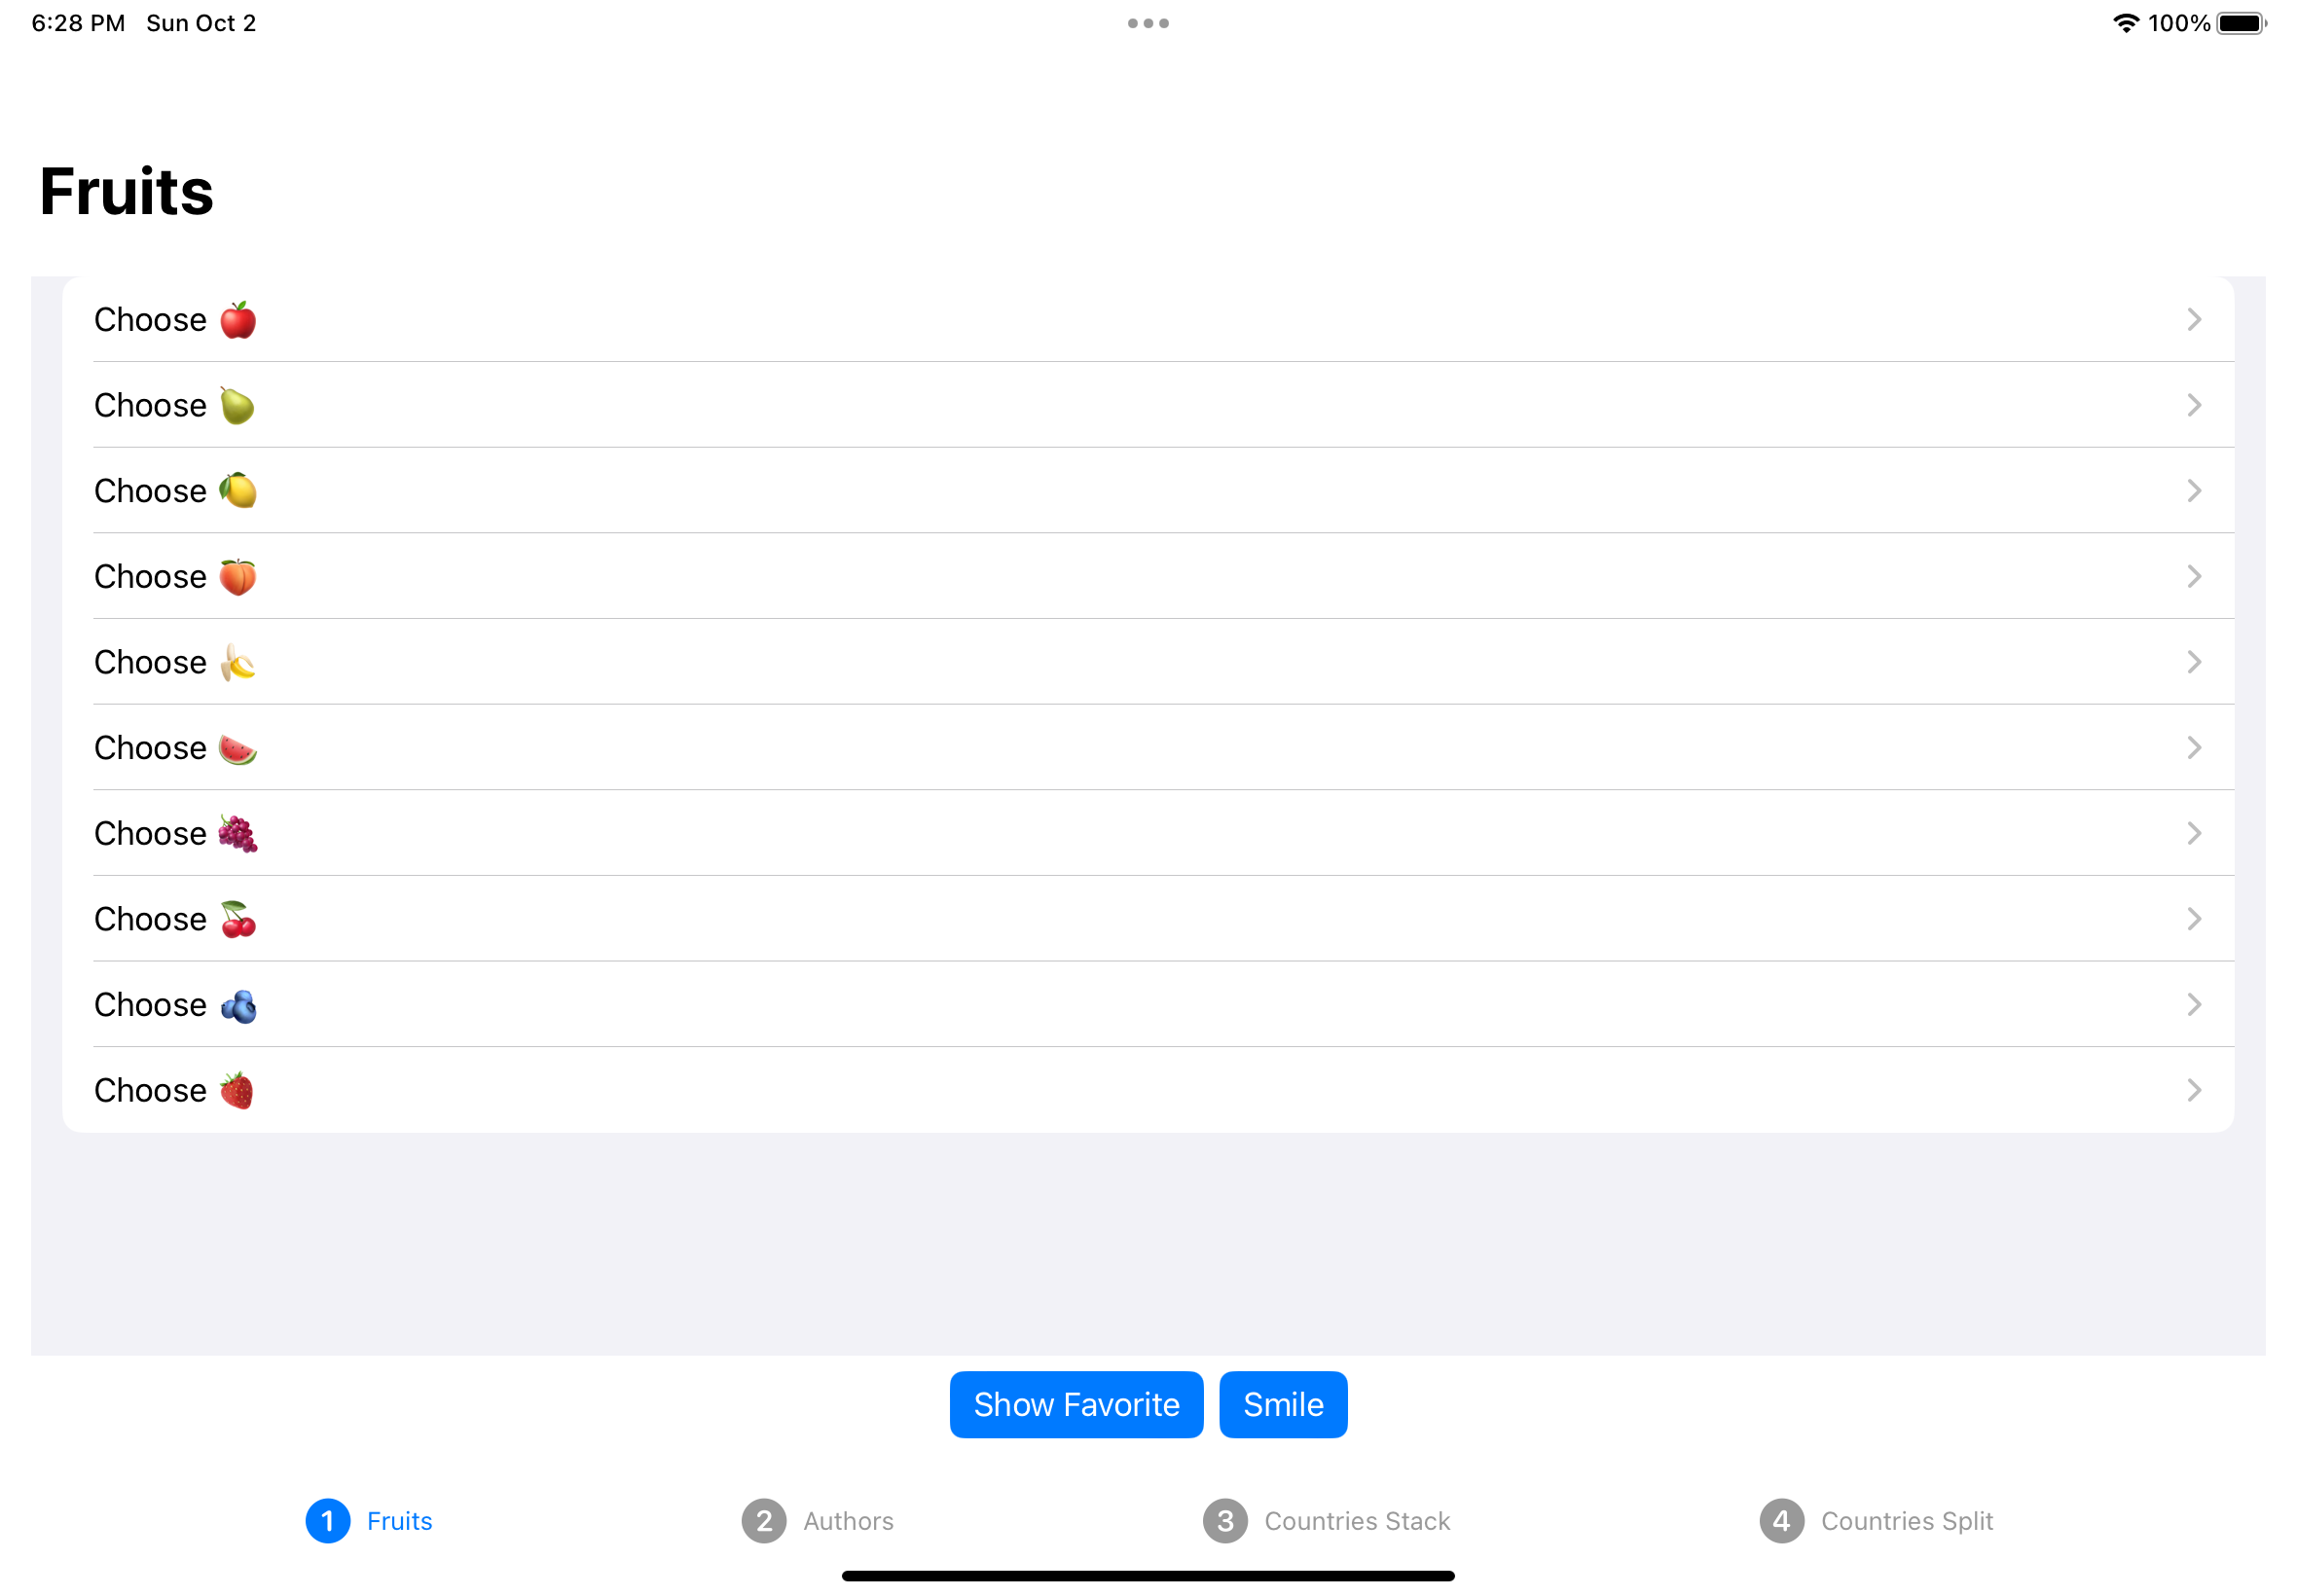 6:28 PM Sun Oct 2 100%
Fruits
Choose 🍎
Choose 🍐
Choose 🍋
Choose 🍑
Choose 🍌
Choose 🍉
Choose 🍇
Choose 🍒
Choose 🫐
Choose 🍓
Show Favorite Smile
1 Fruits 2 Authors 3 Countries Stack 4 Countries Split